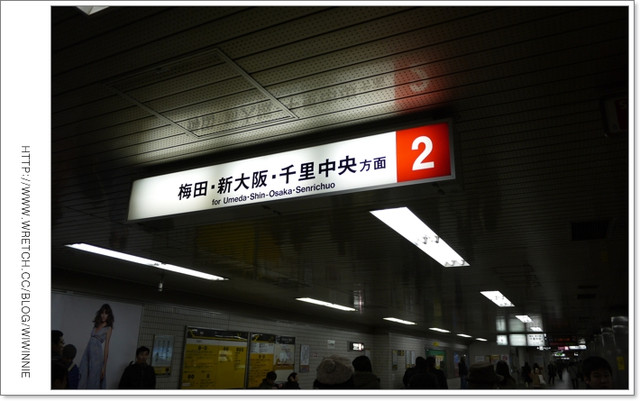 梅田・新大阪・千里中央方面
for Umeda・Shin-Osaka・Senrichuo
2
HTTP://WWW.WRETCH.CC/BLOG/WIWINNIE